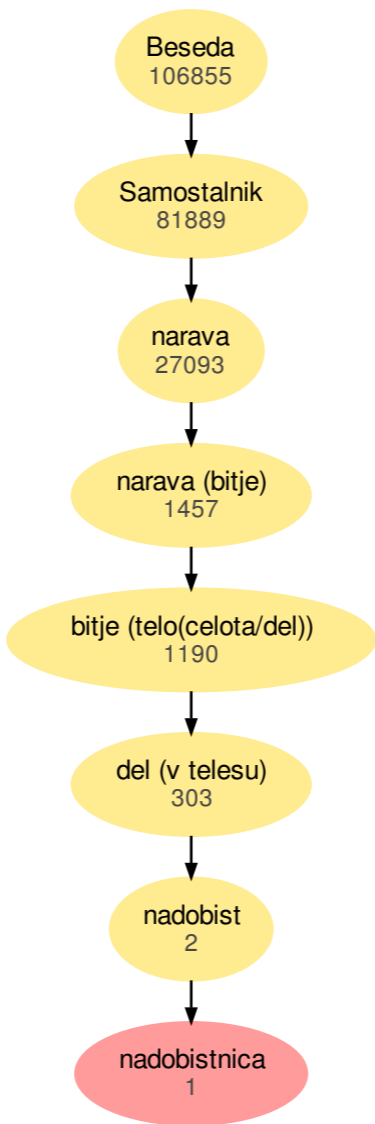 Beseda
106855
Samostalnik
81889
narava
27093
narava (bitje)
1457
bitje (telo(celota/del))
1190
del (v telesu)
303
nadobist
2
nadobistnica
1